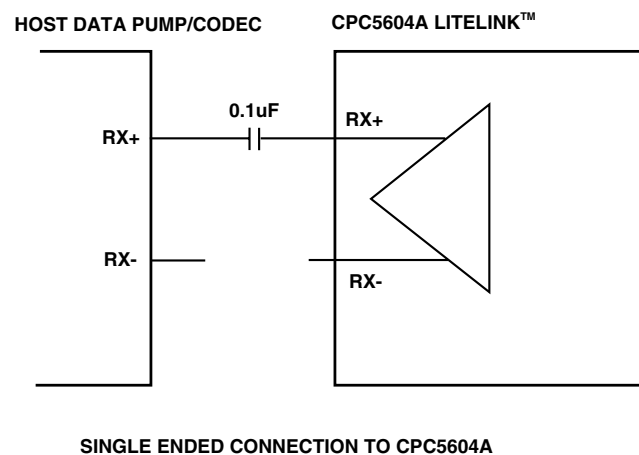 HOST DATA PUMP/CODEC
CPC5604A LITELINK™
0.1uF
RX+
RX+
RX-
RX-
SINGLE ENDED CONNECTION TO CPC5604A